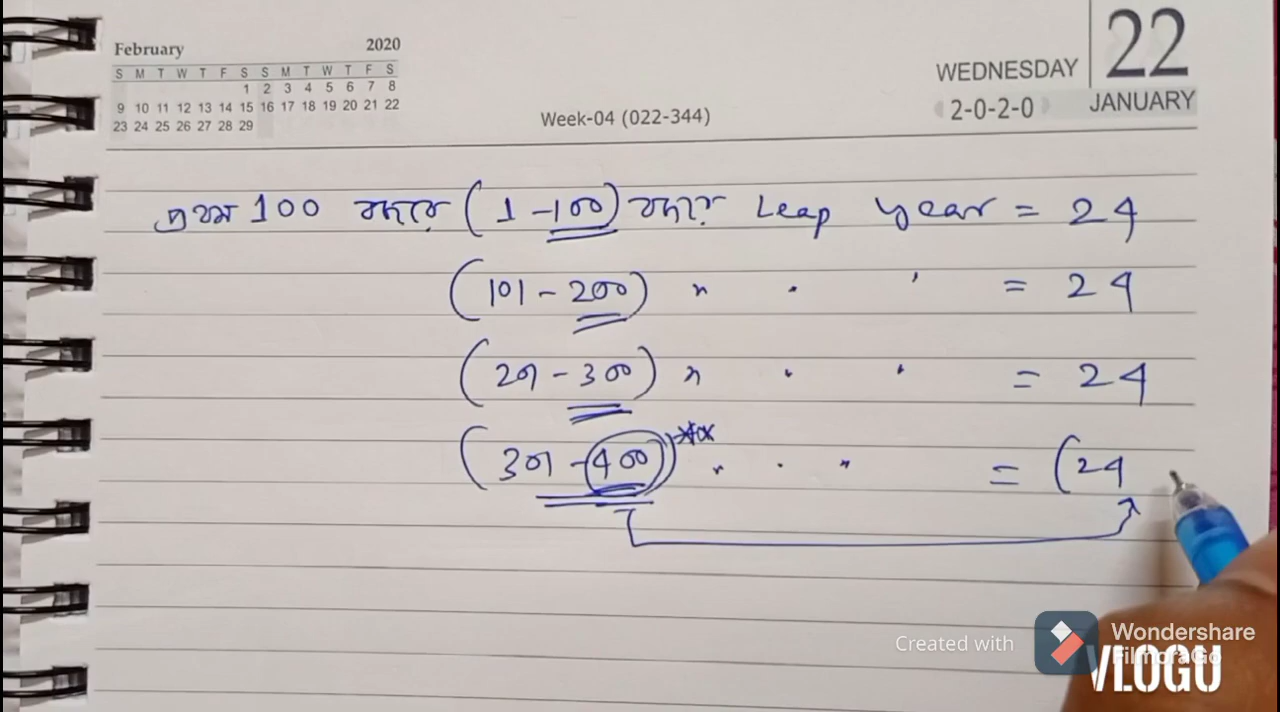 February 2020
S M T W T F S S M T W T F S
1 2 3 4 5 6 7 8
9 10 11 12 13 14 15 16 17 18 19 20 21 22
23 24 25 26 27 28 29
Week-04 (022-344)
WEDNESDAY 22
2-0-2-0 JANUARY
প্রথম 100 বছরে (1-100) বছরে Leap year = 24
(101-200) " " " = 24
(201-300) " " " = 24
(301-400) " " " = (24
Created with Wondershare FilmoraGo
VLOGU